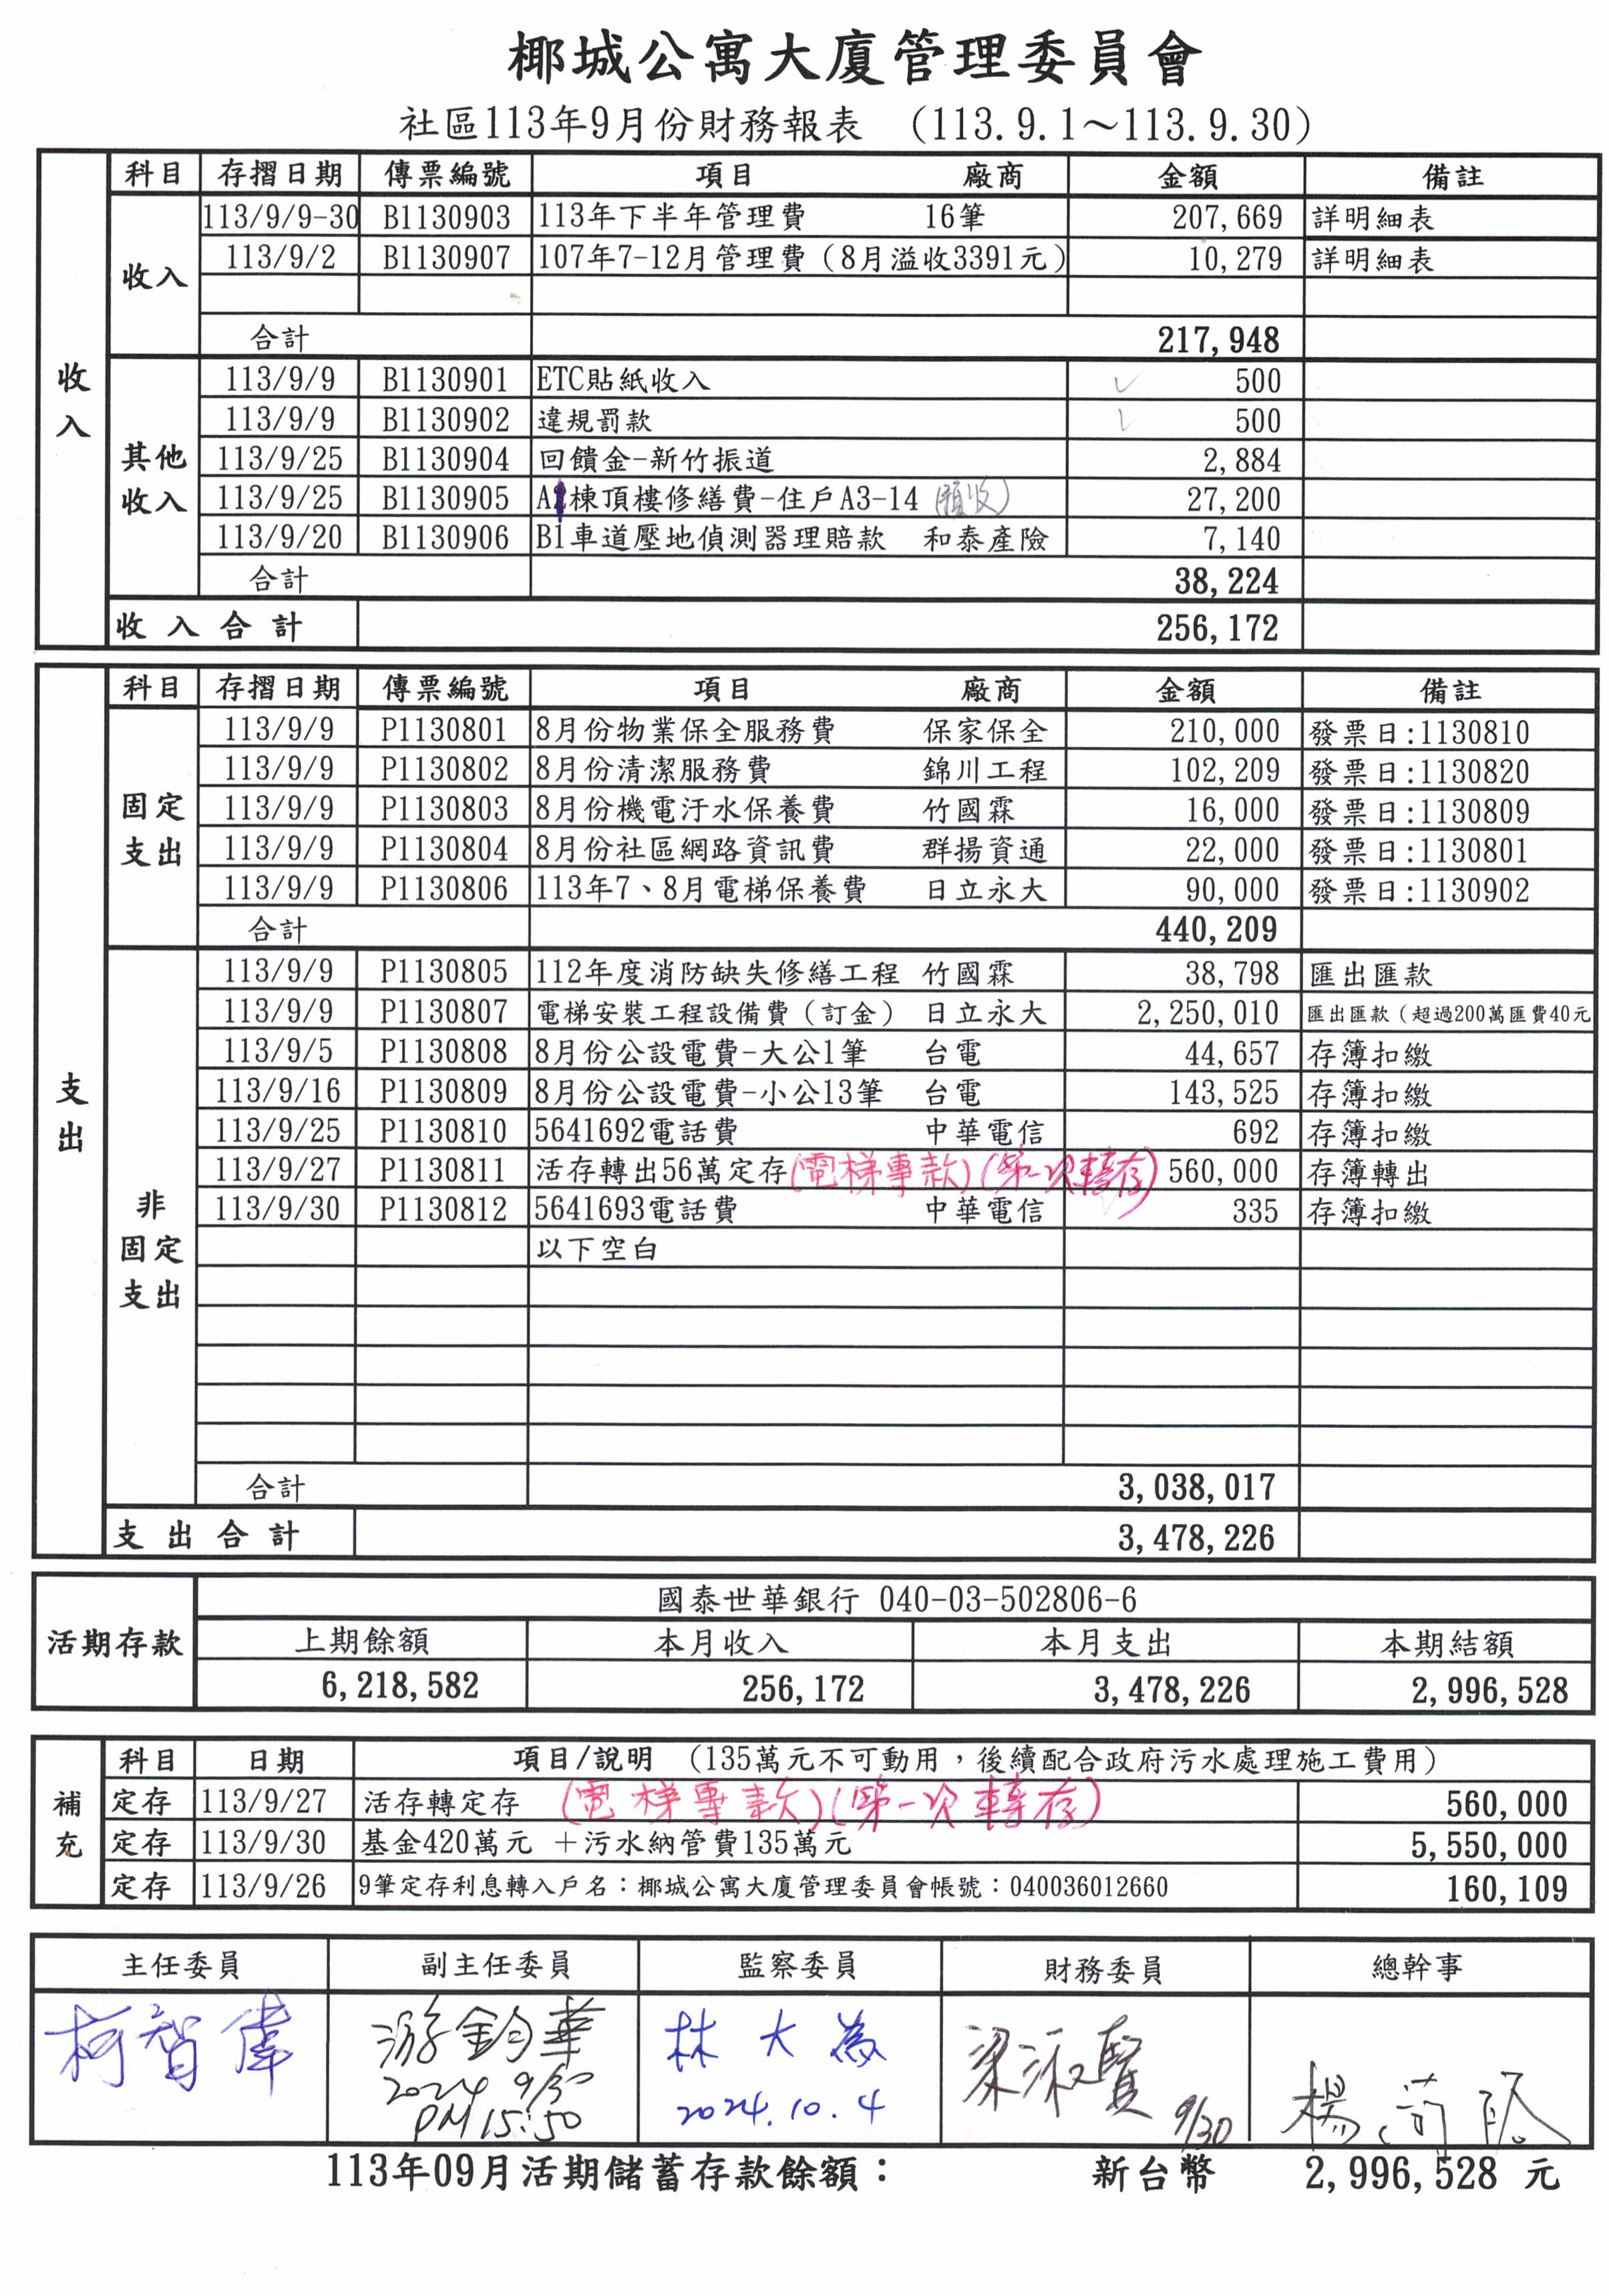 椰城公寓大廈管理委員會
社區113年9月份財務報表 （113.9.1～113.9.30）
科目 存摺日期 傳票編號 項目 廠商 金額 備註
113/9/9-30 B1130903 113年下半年管理費 16筆 207,669 詳明細表
113/9/2 B1130907 107年7-12月管理費（8月溢收3391元） 10,279 詳明細表
收入
合計 217,948
收入
113/9/9 B1130901 ETC貼紙收入 500
113/9/9 B1130902 違規罰款 500
其他收入
113/9/25 B1130904 回饋金-新竹振道 2,884
113/9/25 B1130905 A棟頂樓修繕費-住戶A3-14 (預收) 27,200
113/9/20 B1130906 B1車道壓地偵測器理賠款 和泰產險 7,140
合計 38,224
收入合計 256,172
科目 存摺日期 傳票編號 項目 廠商 金額 備註
113/9/9 P1130801 8月份物業保全服務費 保家保全 210,000 發票日:1130810
113/9/9 P1130802 8月份清潔服務費 錦川工程 102,209 發票日:1130820
固定支出
113/9/9 P1130803 8月份機電汙水保養費 竹國霖 16,000 發票日:1130809
113/9/9 P1130804 8月份社區網路資訊費 群揚資通 22,000 發票日:1130801
113/9/9 P1130806 113年7、8月電梯保養費 日立永大 90,000 發票日:1130902
合計 440,209
113/9/9 P1130805 112年度消防缺失修繕工程 竹國霖 38,798 匯出匯款
113/9/9 P1130807 電梯安裝工程設備費（訂金） 日立永大 2,250,010 匯出匯款（超過200萬匯費40元
113/9/5 P1130808 8月份公設電費-大公1筆 台電 44,657 存簿扣繳
支出
113/9/16 P1130809 8月份公設電費-小公13筆 台電 143,525 存簿扣繳
113/9/25 P1130810 5641692電話費 中華電信 692 存簿扣繳
113/9/27 P1130811 活存轉出56萬定存(電梯專款)(第一次轉存) 560,000 存簿轉出
113/9/30 P1130812 5641693電話費 中華電信 335 存簿扣繳
非固定支出
以下空白
合計 3,038,017
支出合計 3,478,226
活期存款
國泰世華銀行 040-03-502806-6
上期餘額 本月收入 本月支出 本期結額
6,218,582 256,172 3,478,226 2,996,528
補充
科目 日期 項目/說明 （135萬元不可動用，後續配合政府污水處理施工費用）
定存 113/9/27 活存轉定存 (電梯專款)(第一次轉存) 560,000
定存 113/9/30 基金420萬元 ＋污水納管費135萬元 5,550,000
定存 113/9/26 9筆定存利息轉入戶名：椰城公寓大廈管理委員會帳號：040036012660 160,109
主任委員 副主任委員 監察委員 財務委員 總幹事
柯智偉 游鈞華 林大為 梁淑賢
2024 9/30
PM 15:50
2024.10.4
9/30
113年09月活期儲蓄存款餘額： 新台幣 2,996,528 元